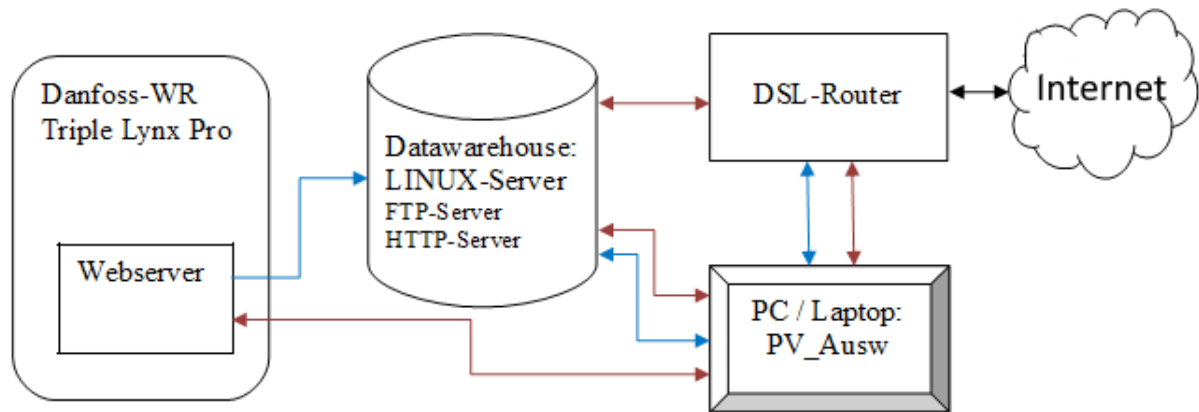 Danfoss-WR
Triple Lynx Pro
Webserver
Datawarehouse:
LINUX-Server
FTP-Server
HTTP-Server
DSL-Router
Internet
PC / Laptop:
PV_Ausw